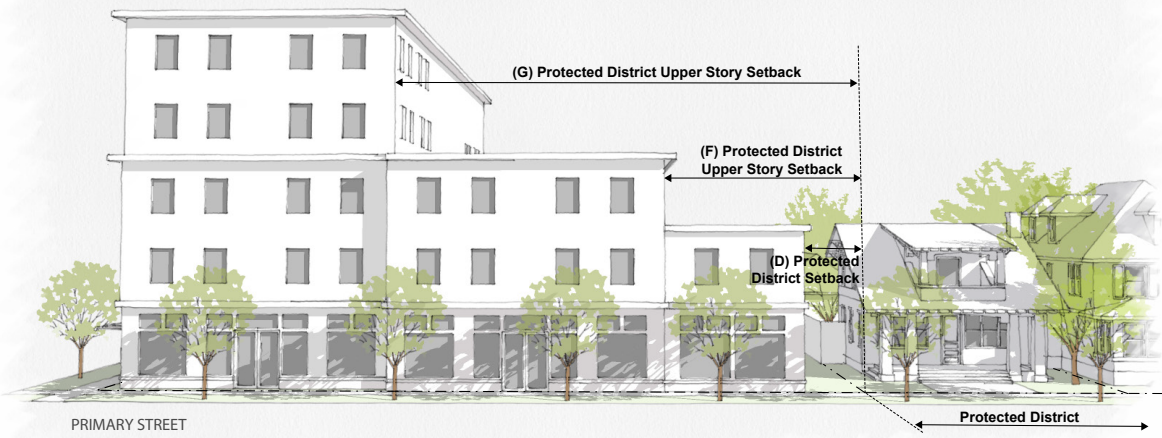 (G) Protected District Upper Story Setback
(F) Protected District
Upper Story Setback
(D) Protected
District Setback
Protected District
PRIMARY STREET